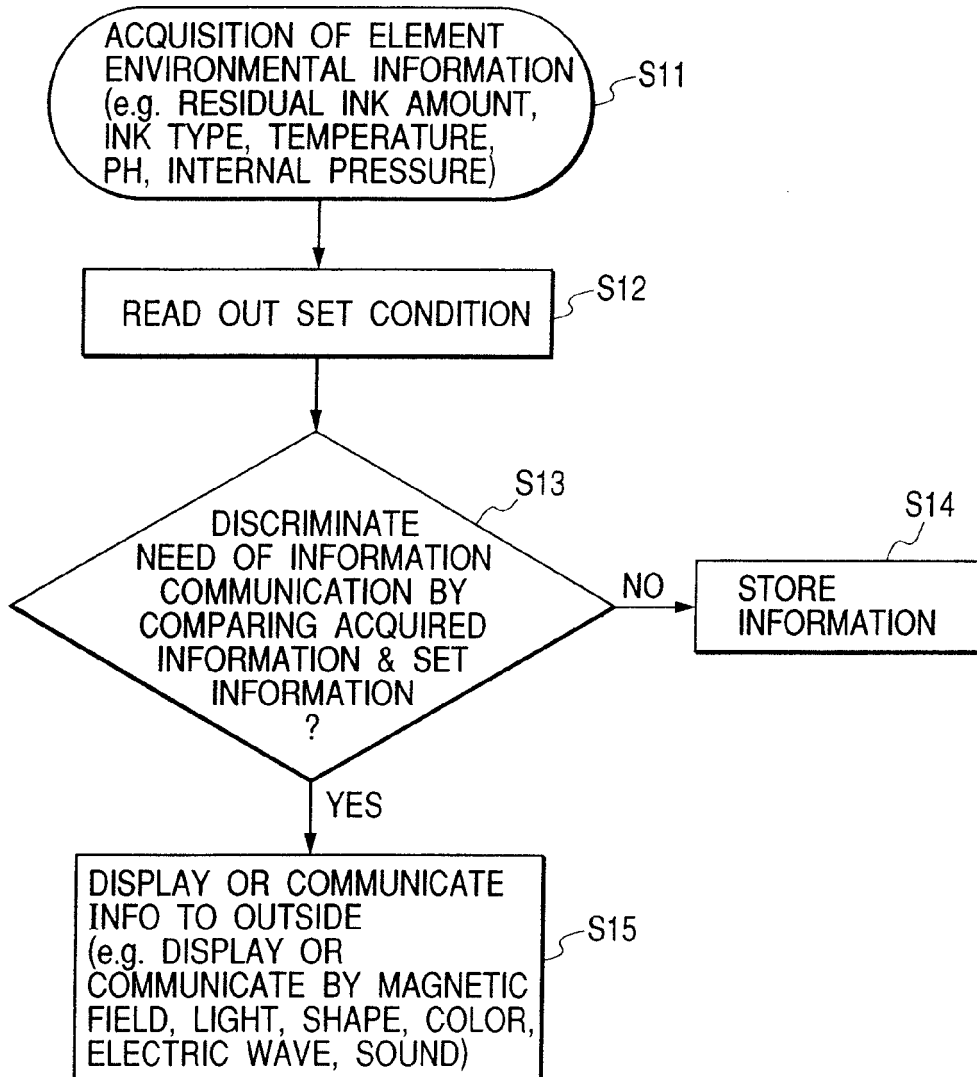 ACQUISITION OF ELEMENT
ENVIRONMENTAL INFORMATION
(e.g. RESIDUAL INK AMOUNT,
INK TYPE, TEMPERATURE,
PH, INTERNAL PRESSURE)
S11
READ OUT SET CONDITION
S12
DISCRIMINATE
NEED OF INFORMATION
COMMUNICATION BY
COMPARING ACQUIRED
INFORMATION & SET
INFORMATION
?
S13
NO
STORE
INFORMATION
S14
YES
DISPLAY OR COMMUNICATE
INFO TO OUTSIDE
(e.g. DISPLAY OR
COMMUNICATE BY MAGNETIC
FIELD, LIGHT, SHAPE, COLOR,
ELECTRIC WAVE, SOUND)
S15